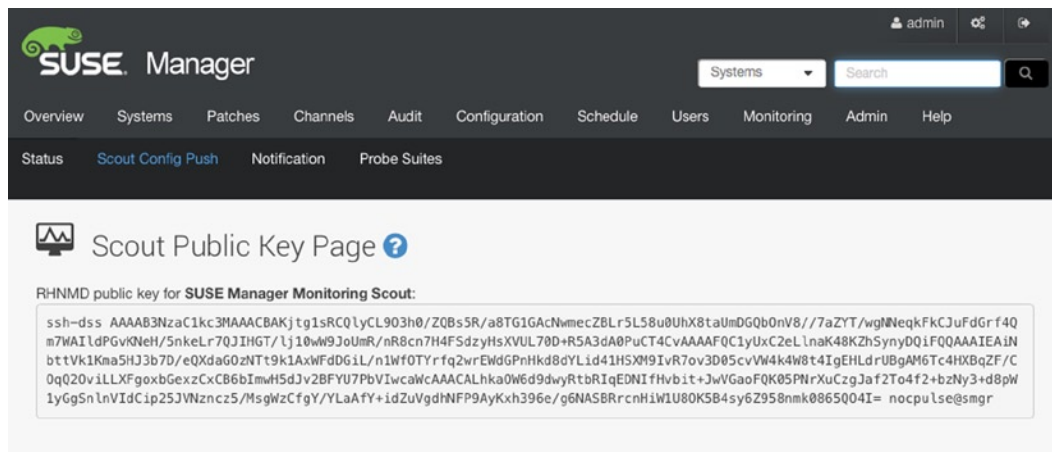 admin
SUSE. Manager
Systems Search
Overview Systems Patches Channels Audit Configuration Schedule Users Monitoring Admin Help
Status Scout Config Push Notification Probe Suites
Scout Public Key Page ?
RHNMD public key for SUSE Manager Monitoring Scout:
ssh-dss AAAAB3NzaC1kc3MAAACBAKjtg1sRCQlyCL9O3h0/ZQBs5R/a8TG1GAcNwmecZBLr5L58u0UhX8taUmDGQbOnV8//7aZYT/wgNNeqkFkCJuFdGrf4Q
m7WAIldPGvKNeH/5nkeLr7QJIHGT/lj10wW9JoUmR/nR8cn7H4FSdzyHsXVUL70D+R5A3dA0PuCT4CvAAAAFQC1yUxC2eLlnaK48KZhSynyDQiFQQAAAIEAiN
bttVk1Kma5HJ3b7D/eQXdaGOzNTt9k1AxWFdDGiL/n1WfOTYrfq2wrEWdGPnHkd8dYLid41HSXM9IvR7ov3D05cvVW4k4W8t4IgEHLdrUBgAM6Tc4HXBqZF/C
OqQ2OviLLXFgoxbGexzCxCB6bImwH5dJv2BFYU7PbVIwcaWcAAACALhkaOW6d9dwyRtbRIqEDNIfHvbit+JwVGaoFQK05PNrXuCzgJaf2To4f2+bzNy3+d8pW
1yGgSnlnVIdCip25JVNzncz5/MsgWzCfgY/YLaAfY+idZuVgdhNFP9AyKxh396e/g6NASBRrcnHiW1U8OK5B4sy6Z958nmk0865QO4I= nocpulse@smgr